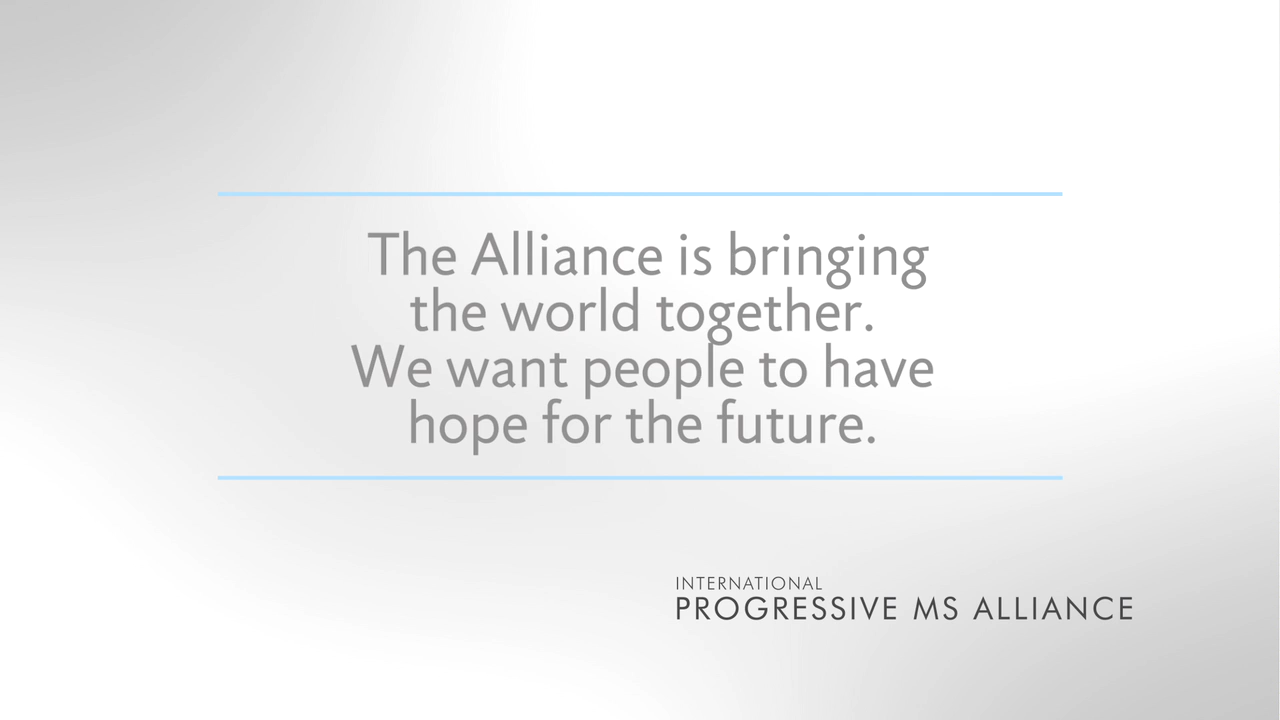 The Alliance is bringing
the world together.
We want people to have
hope for the future.
INTERNATIONAL
PROGRESSIVE MS ALLIANCE